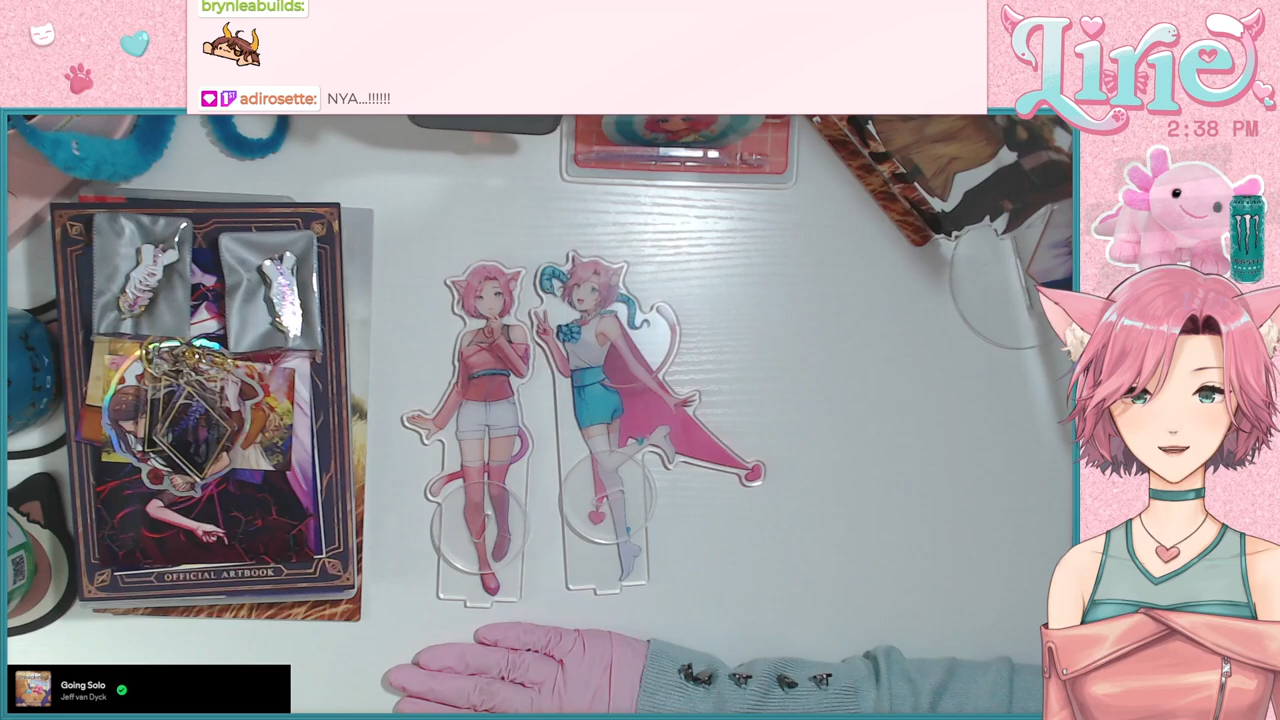 brynleabuilds:
adirosette: NYA...!!!!!!
Lirie
2:38 PM
OFFICIAL ARTBOOK
Going Solo
Jeff van Dyck